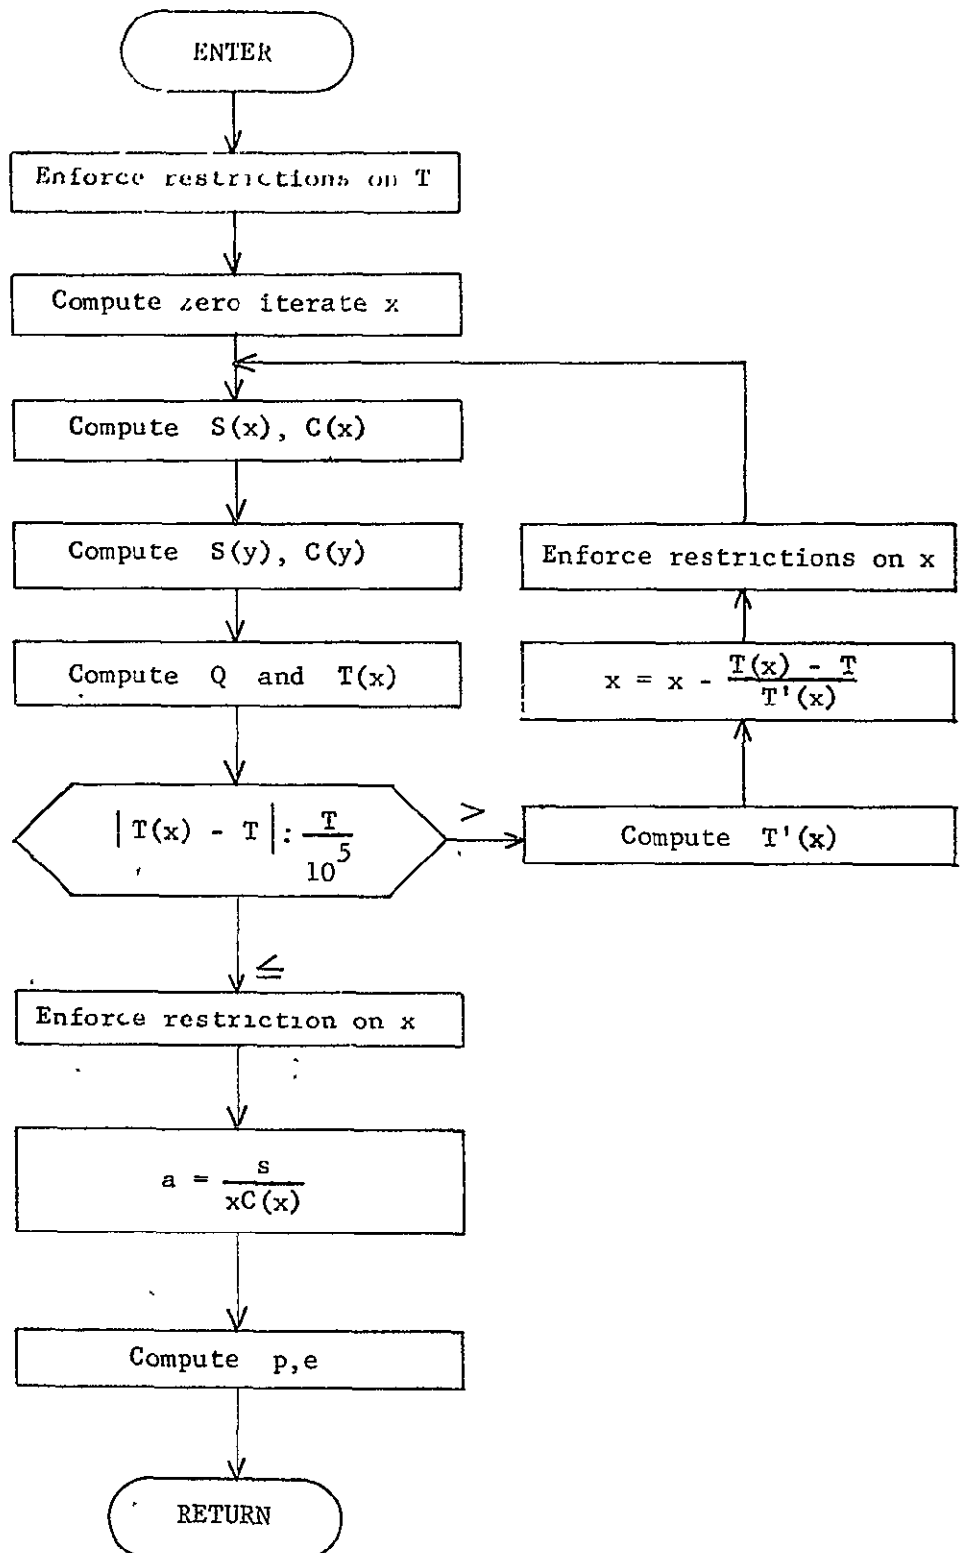 ENTER
Enforce restrictions on T
Compute zero iterate x
Compute S(x), C(x)
Compute S(y), C(y)
Compute Q and T(x)
|T(x) - T| : T/10^5
>
Compute T'(x)
x = x - (T(x) - T)/T'(x)
Enforce restrictions on x
≤
Enforce restriction on x
a = s/xC(x)
Compute p,e
RETURN